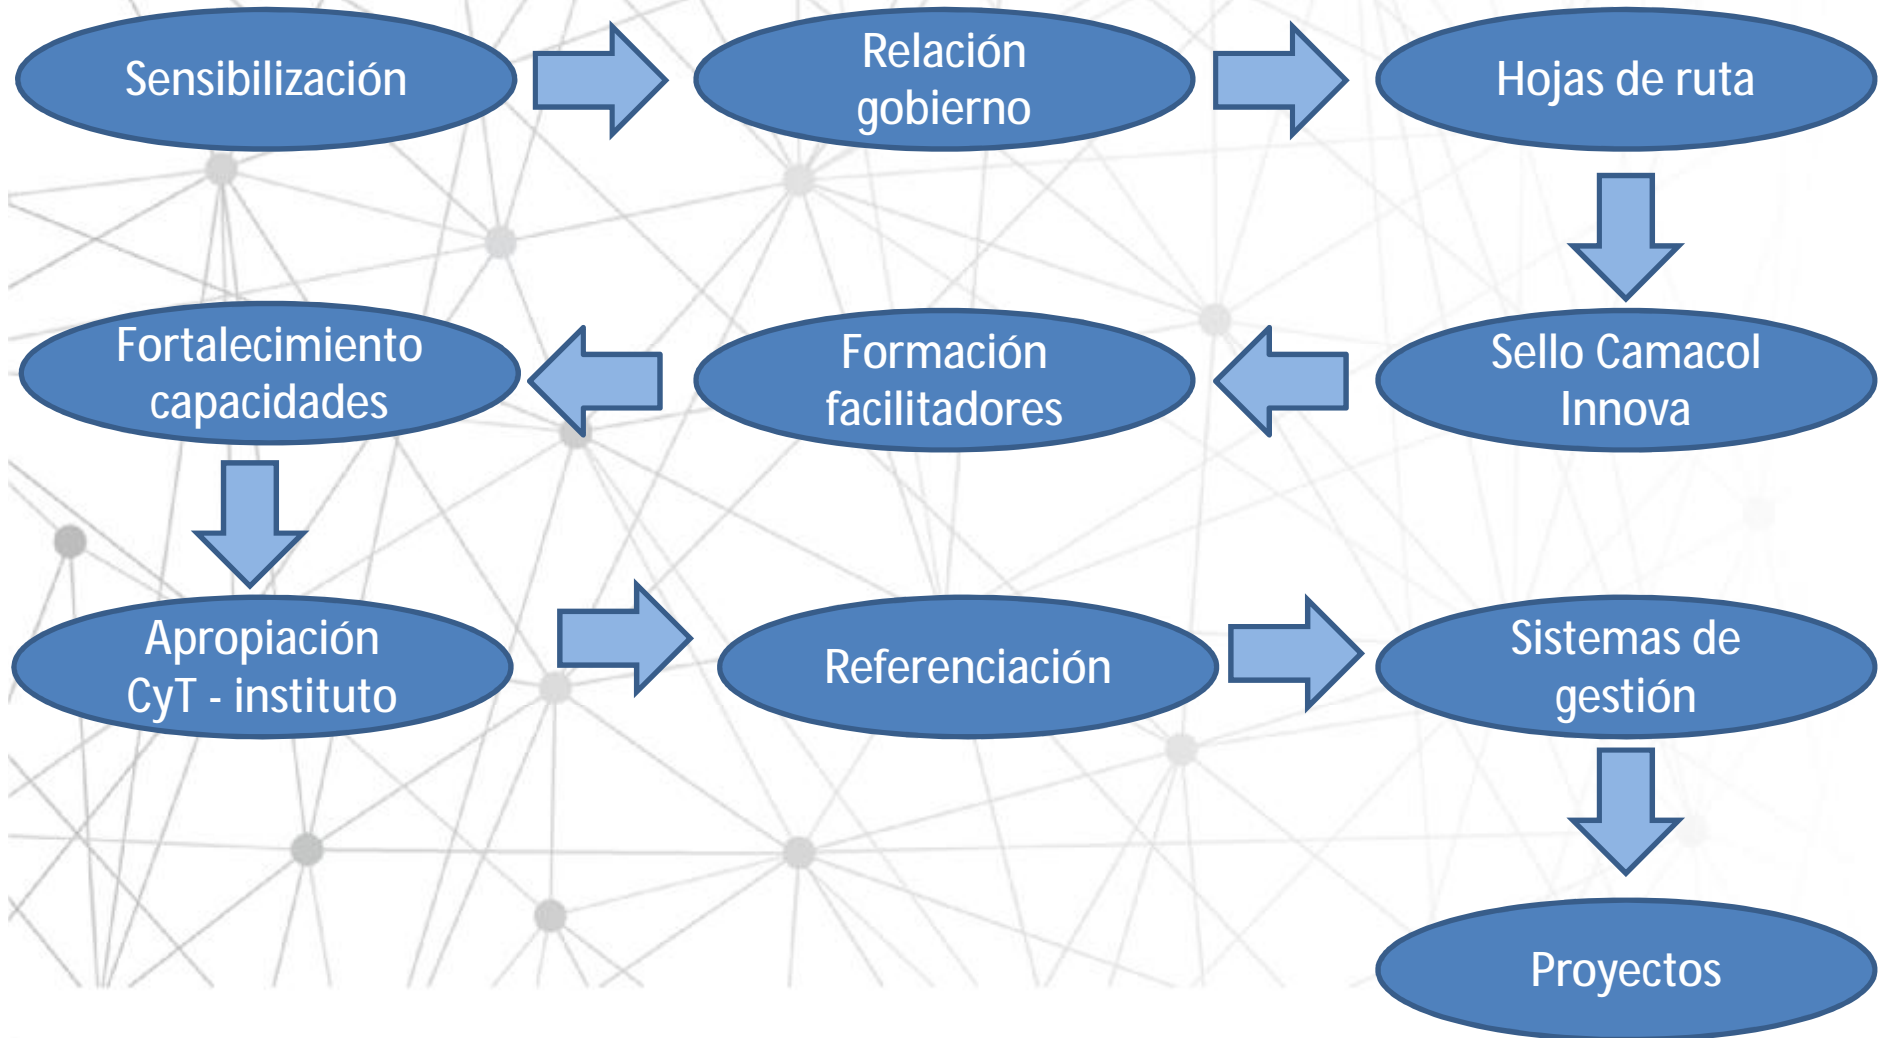 Sensibilización
Relación
gobierno
Hojas de ruta
Fortalecimiento
capacidades
Formación
facilitadores
Sello Camacol
Innova
Apropiación
CyT - instituto
Referenciación
Sistemas de
gestión
Proyectos